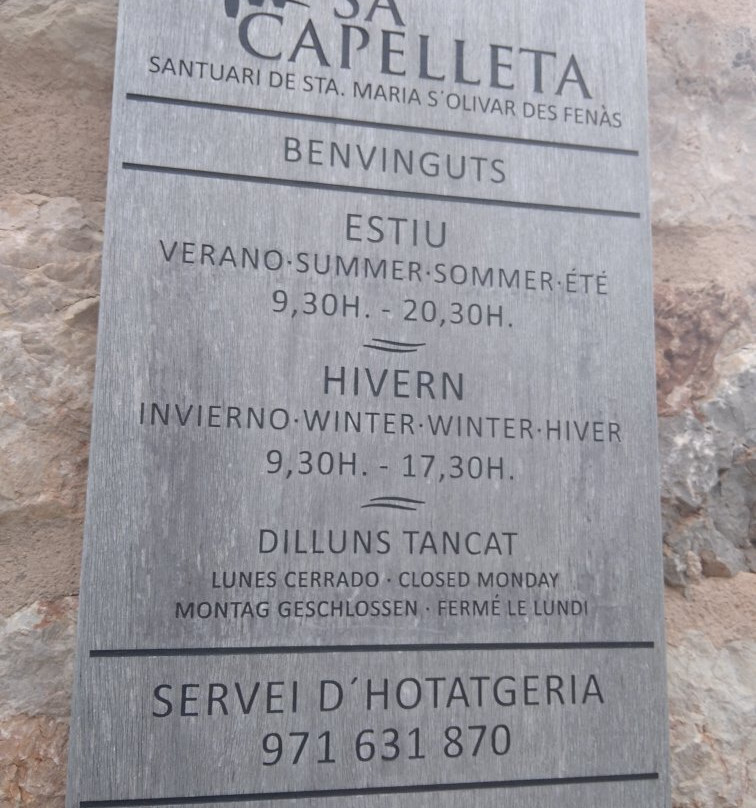 SA
CAPELLETA
SANTUARI DE STA. MARIA S´OLIVAR DES FENÀS
BENVINGUTS
ESTIU
VERANO·SUMMER·SOMMER·ÉTÉ
9,30H. - 20,30H.
HIVERN
INVIERNO·WINTER·WINTER·HIVER
9,30H. - 17,30H.
DILLUNS TANCAT
LUNES CERRADO · CLOSED MONDAY
MONTAG GESCHLOSSEN · FERMÉ LE LUNDI
SERVEI D´HOTATGERIA
971 631 870